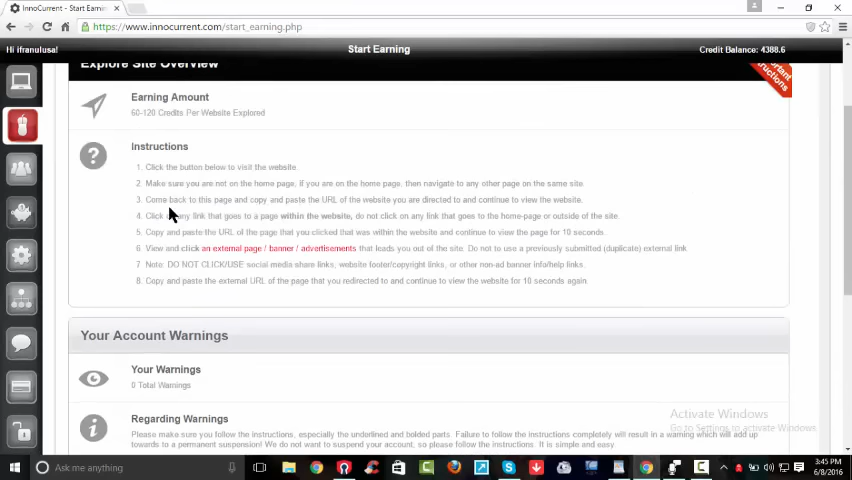 InnoCurrent - Start Earnin
https://www.innocurrent.com/start_earning.php
Hi ifranulusa!
Start Earning
Credit Balance: 4388.6
Explore Site Overview
Instructions
Earning Amount
60-120 Credits Per Website Explored
Instructions
1. Click the button below to visit the website.
2. Make sure you are not on the home page, if you are on the home page, then navigate to any other page on the same site.
3. Come back to this page and copy and paste the URL of the website you are directed to and continue to view the website.
4. Click on any link that goes to a page within the website, do not click on any link that goes to the home-page or outside of the site.
5. Copy and paste the URL of the page that you clicked that was within the website and continue to view the page for 10 seconds.
6. View and click an external page / banner / advertisements that leads you out of the site. Do not to use a previously submitted (duplicate) external link
7. Note: DO NOT CLICK/USE social media share links, website footer/copyright links, or other non-ad banner info/help links.
8. Copy and paste the external URL of the page that you redirected to and continue to view the website for 10 seconds again
Your Account Warnings
Your Warnings
0 Total Warnings
Regarding Warnings
Please make sure you follow the instructions, especially the underlined and bolded parts. Failure to follow the instructions completely will result in a warning which will add up
towards to a permanent suspension! We do not want to suspend your account, so please follow the instructions. It is simple and easy
Activate Windows
Go to Settings to activate Windows.
Ask me anything
3:45 PM
6/8/2016